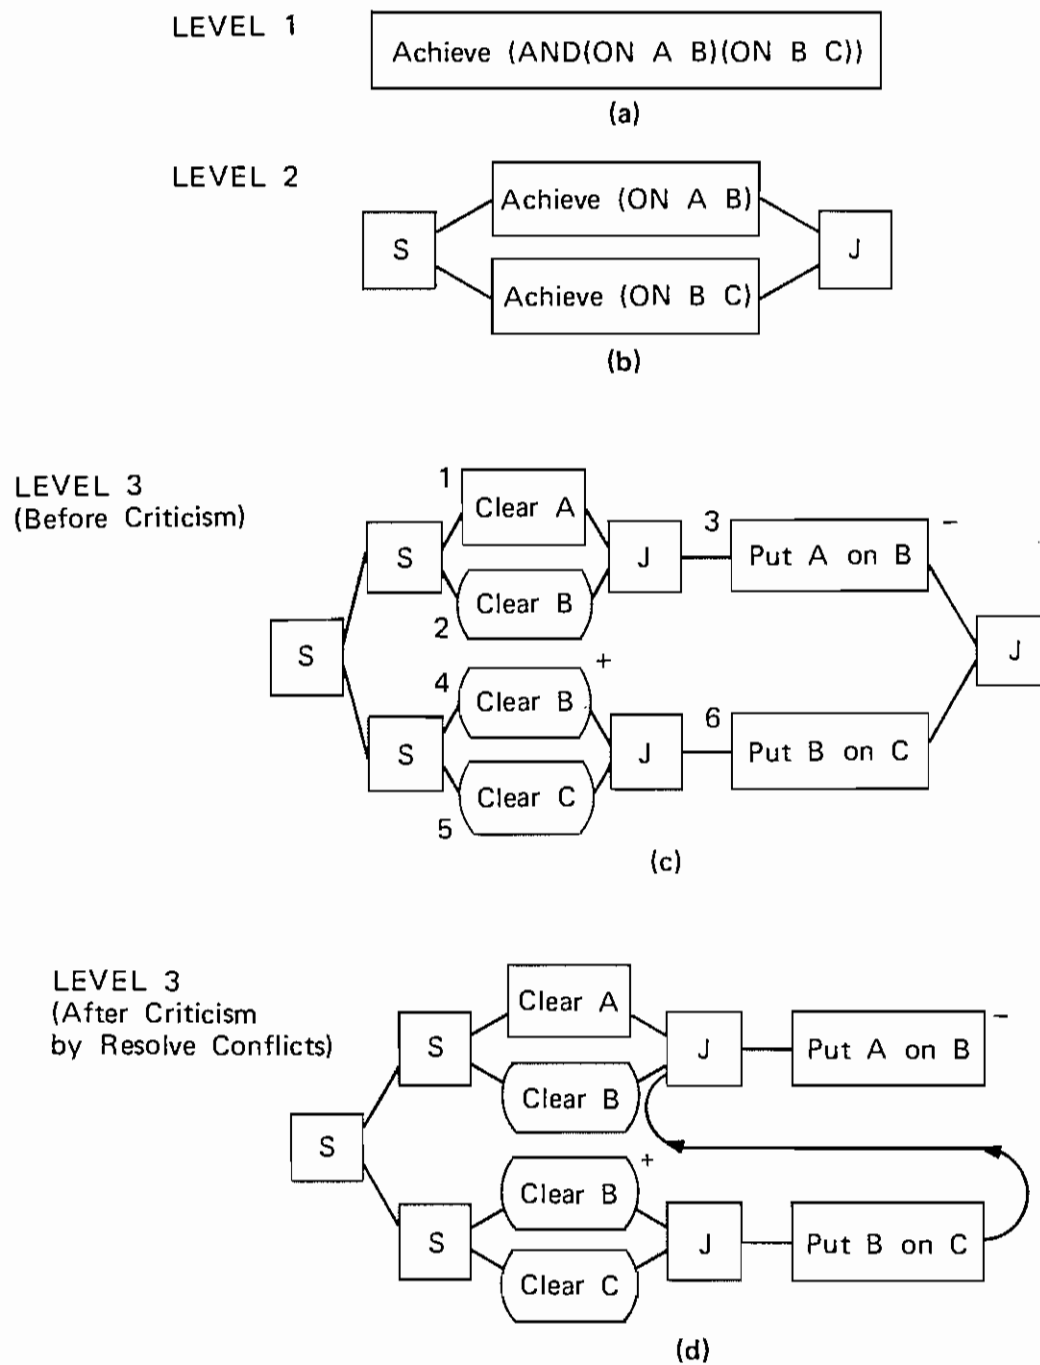 LEVEL 1
Achieve (AND(ON A B)(ON B C))
(a)
LEVEL 2
Achieve (ON A B)
S
J
Achieve (ON B C)
(b)
LEVEL 3
(Before Criticism)
1
Clear A
S
J
3
Put A on B
−
Clear B
2
S
J
+
4
Clear B
S
J
6
Put B on C
Clear C
5
(c)
LEVEL 3
(After Criticism
by Resolve Conflicts)
Clear A
S
J
Put A on B
−
Clear B
S
+
Clear B
S
J
Put B on C
Clear C
(d)